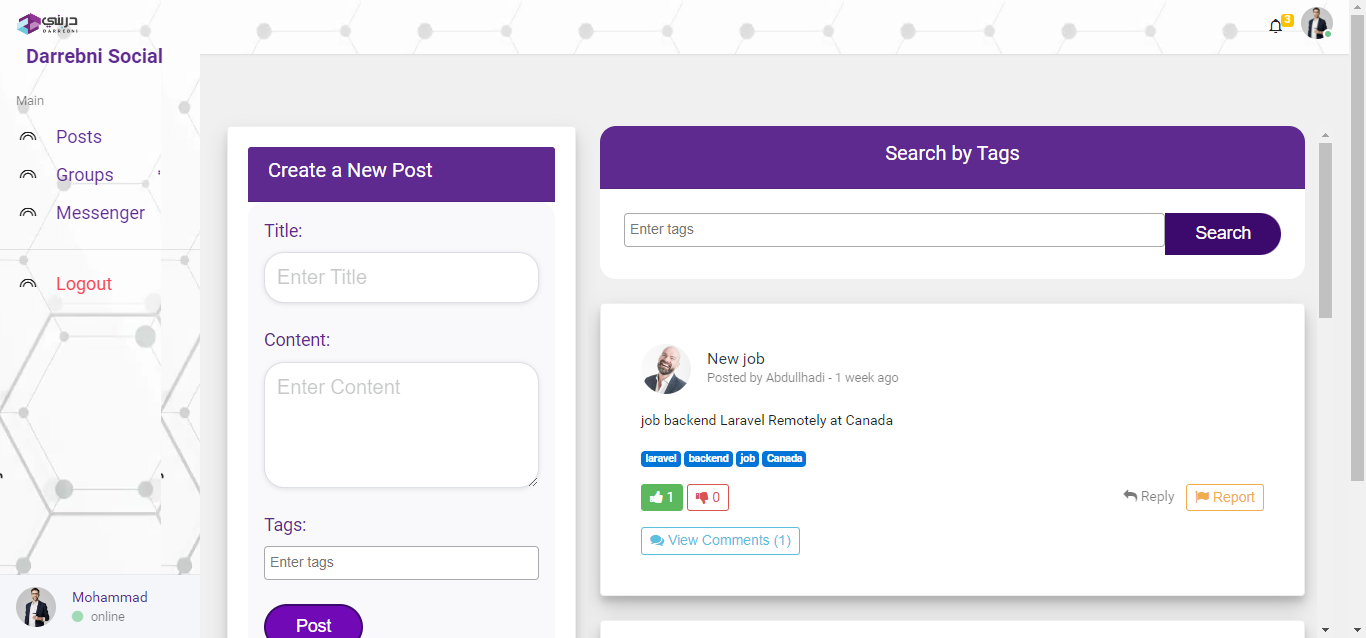 دربني
DARREBNI
Darrebni Social
Main
Posts
Groups
Messenger
Logout
Mohammad
online
3
Create a New Post
Title:
Enter Title
Content:
Enter Content
Tags:
Enter tags
Post
Search by Tags
Enter tags
Search
New job
Posted by Abdullhadi - 1 week ago
job backend Laravel Remotely at Canada
laravel backend job Canada
1 0 Reply Report
View Comments (1)